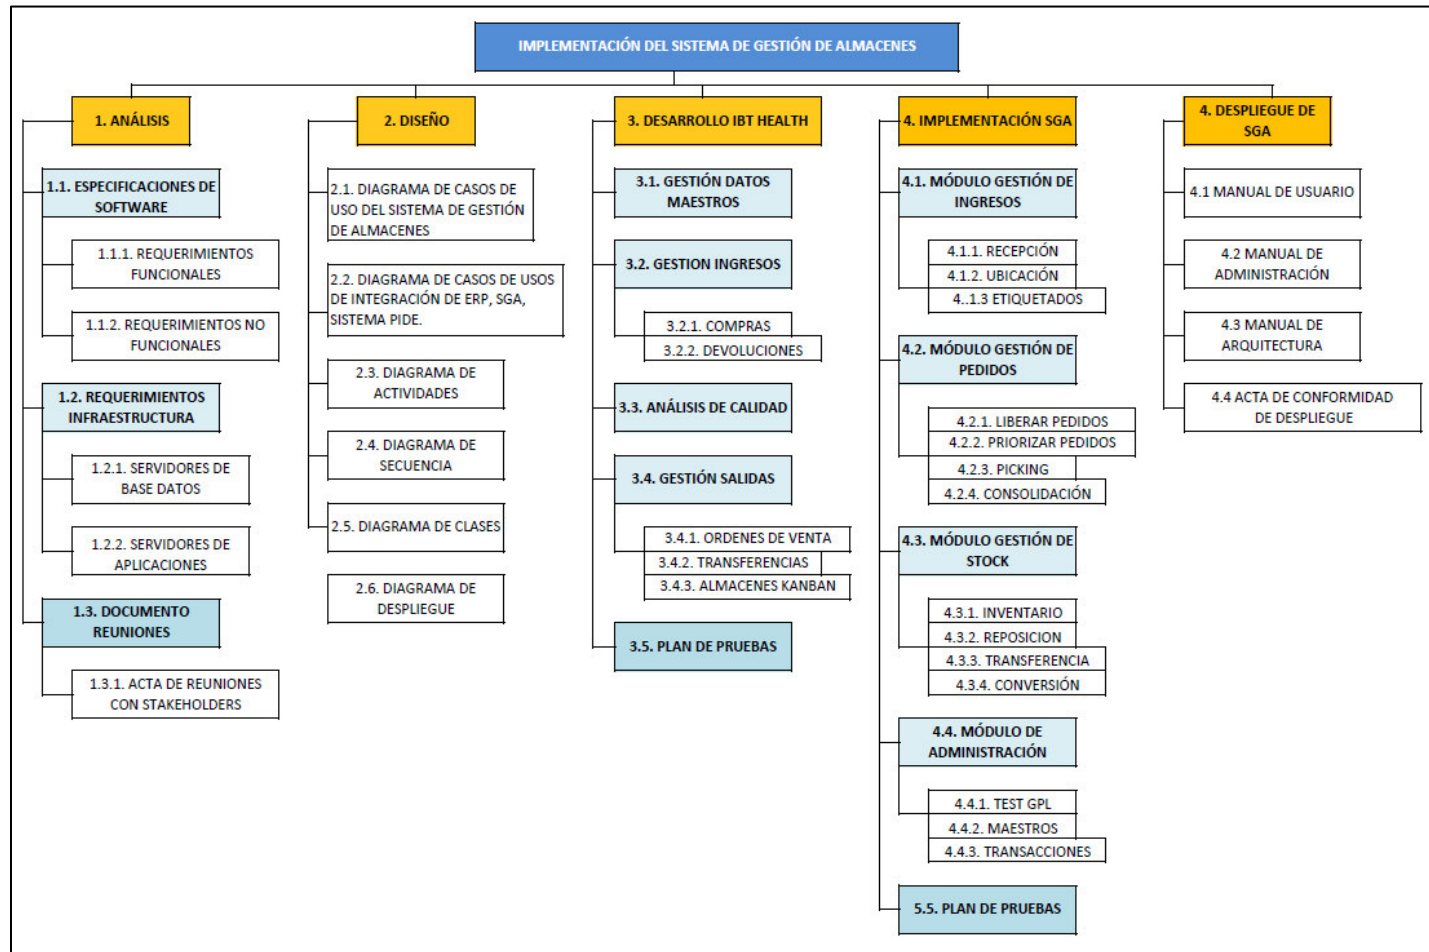 IMPLEMENTACIÓN DEL SISTEMA DE GESTIÓN DE ALMACENES
1. ANÁLISIS
1.1. ESPECIFICACIONES DE
SOFTWARE
1.1.1. REQUERIMIENTOS
FUNCIONALES
1.1.2. REQUERIMIENTOS NO
FUNCIONALES
1.2. REQUERIMIENTOS
INFRAESTRUCTURA
1.2.1. SERVIDORES DE
BASE DATOS
1.2.2. SERVIDORES DE
APLICACIONES
1.3. DOCUMENTO
REUNIONES
1.3.1. ACTA DE REUNIONES
CON STAKEHOLDERS
2. DISEÑO
2.1. DIAGRAMA DE CASOS DE
USO DEL SISTEMA DE GESTIÓN
DE ALMACENES
2.2. DIAGRAMA DE CASOS DE USOS
DE INTEGRACIÓN DE ERP, SGA,
SISTEMA PIDE.
2.3. DIAGRAMA DE
ACTIVIDADES
2.4. DIAGRAMA DE
SECUENCIA
2.5. DIAGRAMA DE CLASES
2.6. DIAGRAMA DE
DESPLIEGUE
3. DESARROLLO IBT HEALTH
3.1. GESTIÓN DATOS
MAESTROS
3.2. GESTION INGRESOS
3.2.1. COMPRAS
3.2.2. DEVOLUCIONES
3.3. ANÁLISIS DE CALIDAD
3.4. GESTIÓN SALIDAS
3.4.1. ORDENES DE VENTA
3.4.2. TRANSFERENCIAS
3.4.3. ALMACENES KANBAN
3.5. PLAN DE PRUEBAS
4. IMPLEMENTACIÓN SGA
4.1. MÓDULO GESTIÓN DE
INGRESOS
4.1.1. RECEPCIÓN
4.1.2. UBICACIÓN
4..1.3 ETIQUETADOS
4.2. MÓDULO GESTIÓN DE
PEDIDOS
4.2.1. LIBERAR PEDIDOS
4.2.2. PRIORIZAR PEDIDOS
4.2.3. PICKING
4.2.4. CONSOLIDACIÓN
4.3. MÓDULO GESTIÓN DE
STOCK
4.3.1. INVENTARIO
4.3.2. REPOSICION
4.3.3. TRANSFERENCIA
4.3.4. CONVERSIÓN
4.4. MÓDULO DE
ADMINISTRACIÓN
4.4.1. TEST GPL
4.4.2. MAESTROS
4.4.3. TRANSACCIONES
5.5. PLAN DE PRUEBAS
4. DESPLIEGUE DE
SGA
4.1 MANUAL DE USUARIO
4.2 MANUAL DE
ADMINISTRACIÓN
4.3 MANUAL DE
ARQUITECTURA
4.4 ACTA DE CONFORMIDAD
DE DESPLIEGUE